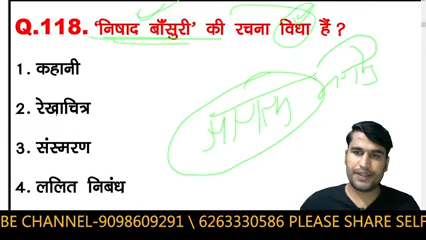 Q.118. ‘निषाद बाँसुरी’ की रचना विधा हैं ?
1. कहानी
2. रेखाचित्र
3. संस्मरण
4. ललित निबंध
BE CHANNEL-9098609291 \ 6263330586 PLEASE SHARE SELF